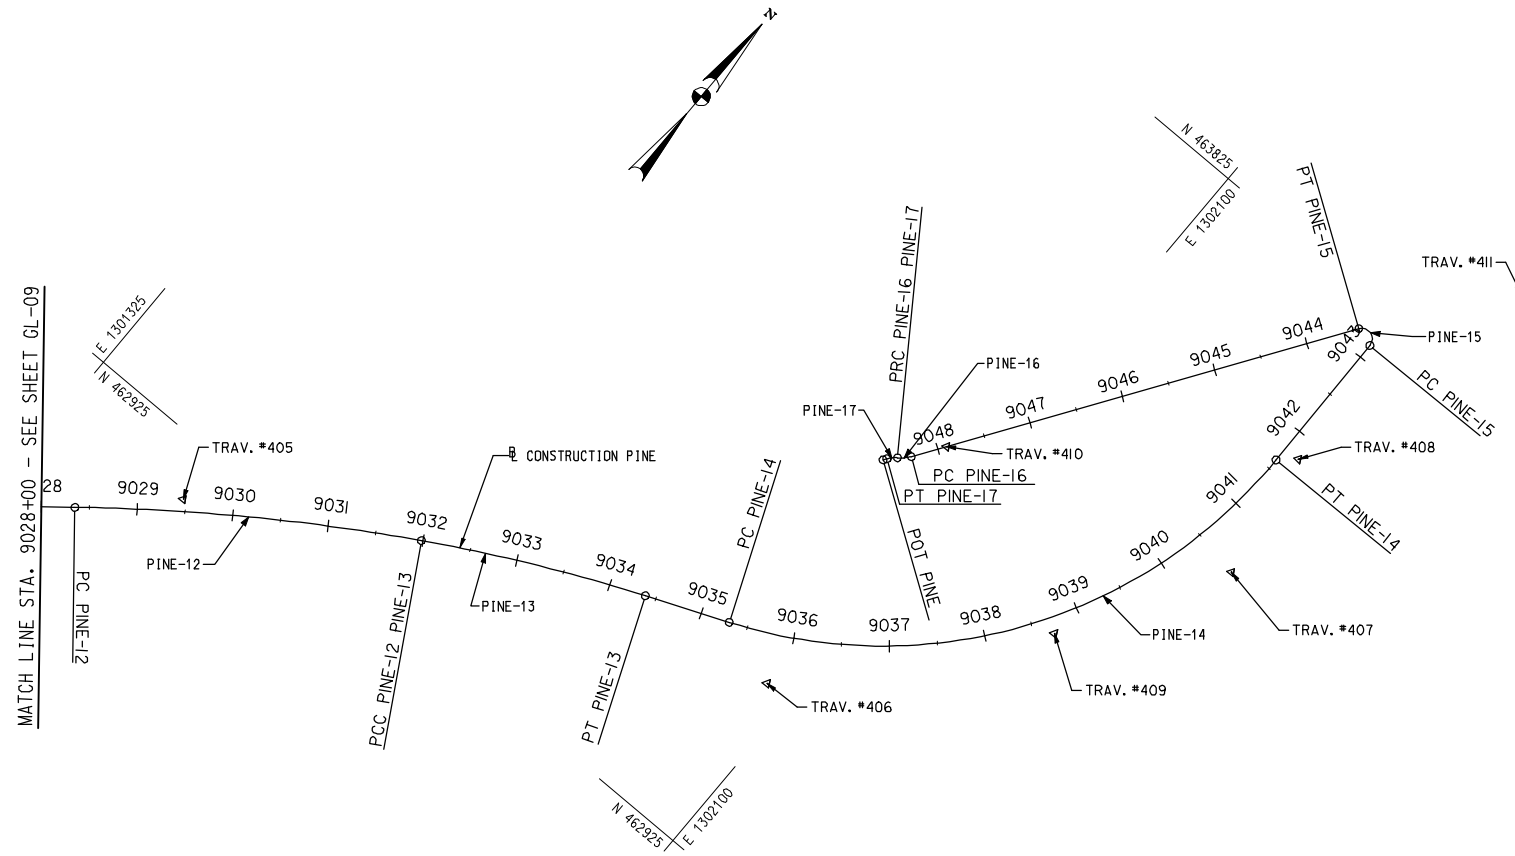 N
N 463825
E 1302100
PT PINE-15
TRAV. #411
PRC PINE-16 PINE-17
MATCH LINE STA. 9028+00 - SEE SHEET GL-09
E 1301325
N 462925
9044
9043
PINE-15
9045
PINE-16
9046
PC PINE-15
PINE-17
9047
9042
9048
TRAV. #405
TRAV. #410
TRAV. #408
CONSTRUCTION PINE
PC PINE-14
PC PINE-16
28
9029
9030
9031
9032
PT PINE-17
9041
PT PINE-14
9033
9040
PINE-12
POT PINE
9034
PC PINE-12
PCC PINE-12 PINE-13
PINE-13
9035
9039
9036
9037
9038
TRAV. #407
PINE-14
PT PINE-13
TRAV. #409
TRAV. #406
N 462925
E 1302100